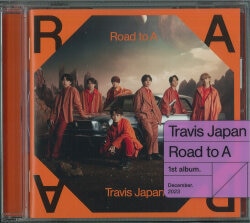 R
A
Road to A
Travis Japan
Travis Japan
Road to A
1st album.
December.
2023
A
R